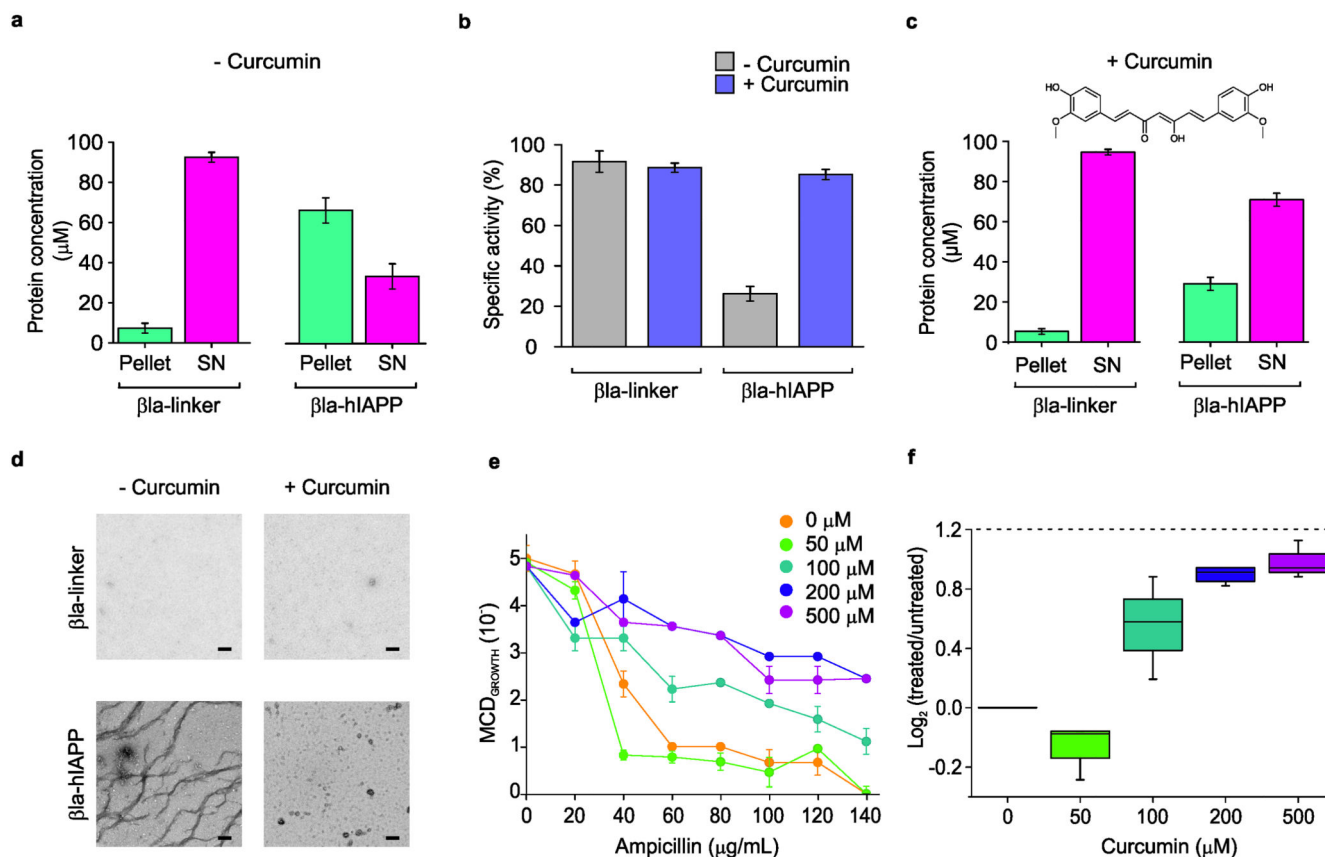 a
- Curcumin
Protein concentration
(μM)
100
80
60
40
20
0
Pellet
SN
Pellet
SN
βla-linker
βla-hIAPP
b
- Curcumin
+ Curcumin
Specific activity (%)
100
80
60
40
20
0
βla-linker
βla-hIAPP
c
+ Curcumin
HO
O
O
OH
OH
O
Protein concentration
(μM)
100
80
60
40
20
0
Pellet
SN
Pellet
SN
βla-linker
βla-hIAPP
d
- Curcumin
+ Curcumin
βla-linker
βla-hIAPP
e
0 μM
50 μM
100 μM
200 μM
500 μM
MCD_GROWTH (10⁻)
5
4
3
2
1
0
0 20 40 60 80 100 120 140
Ampicillin (μg/mL)
f
Log₂ (treated/untreated)
1.2
0.6
0.4
0.0
-0.2
0 50 100 200 500
Curcumin (μM)